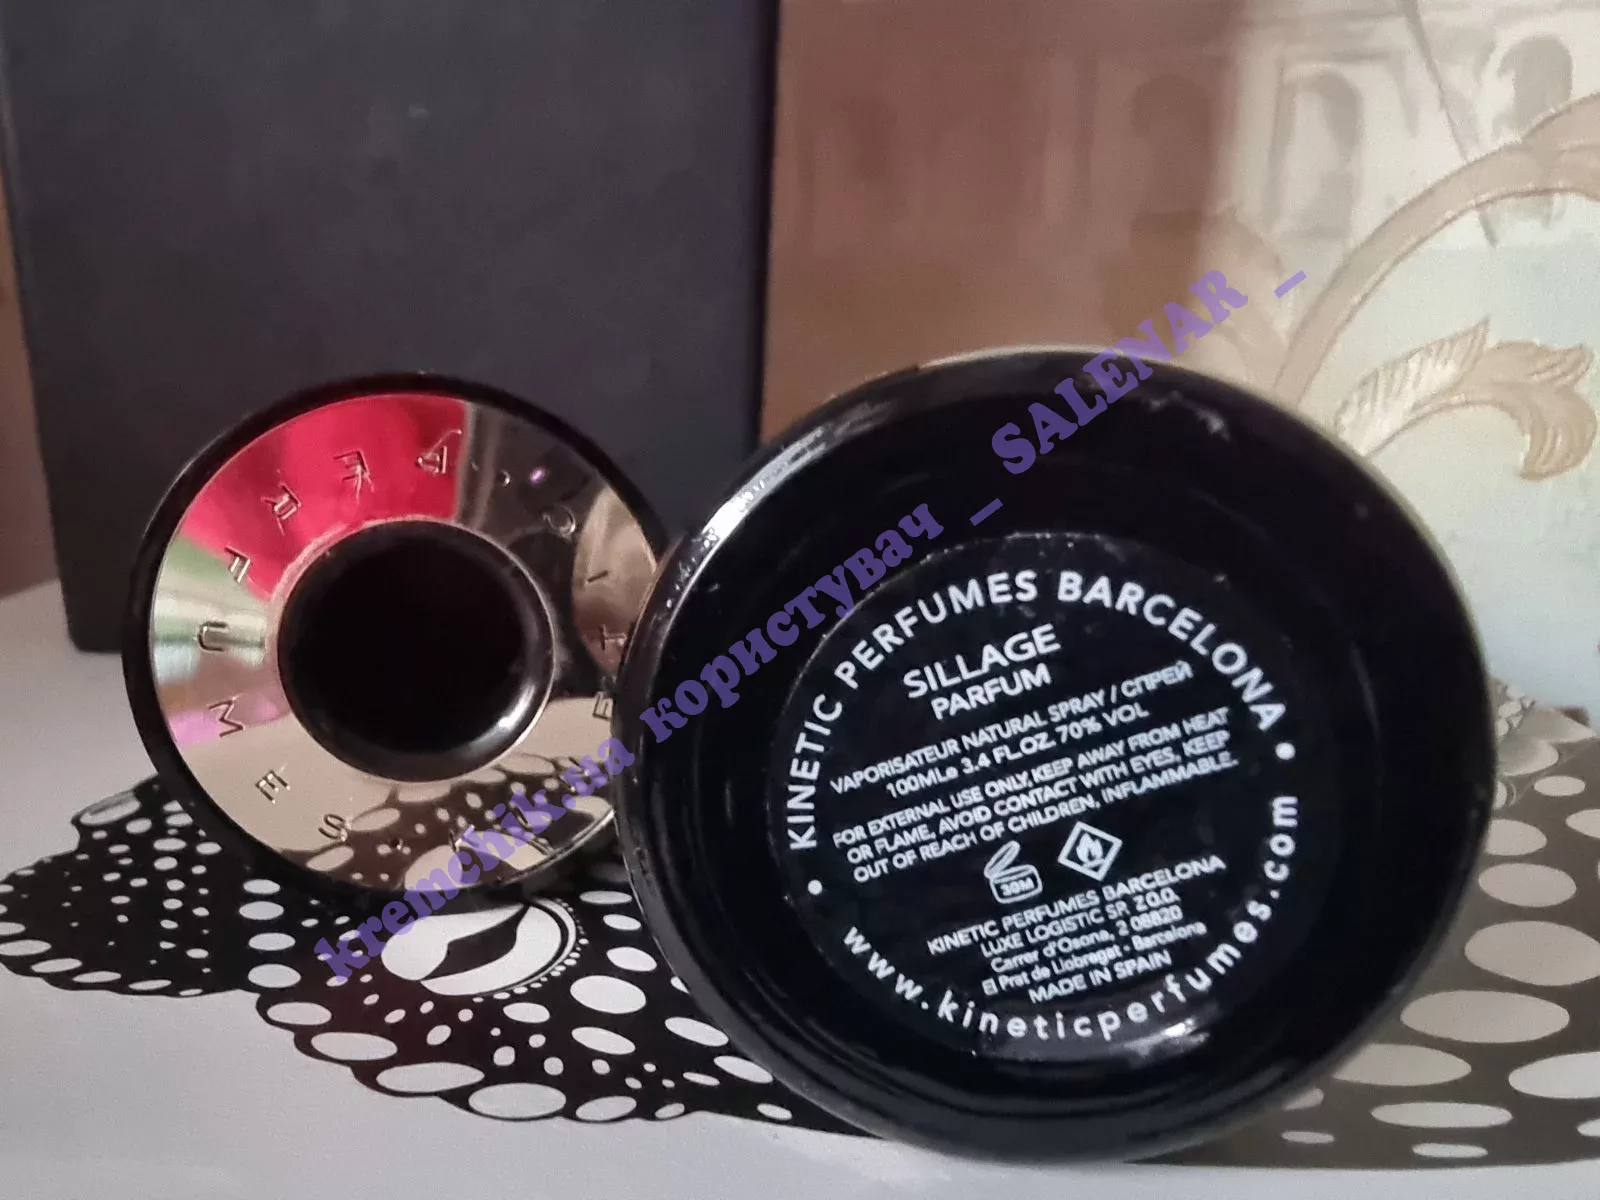 KINETIC PERFUMES
KINETIC PERFUMES BARCELONA
SILLAGE
PARFUM
VAPORISATEUR NATURAL SPRAY / СПРЕЙ
100MLe 3.4 FL.OZ. 70% VOL
FOR EXTERNAL USE ONLY, KEEP AWAY FROM HEAT
OR FLAME, AVOID CONTACT WITH EYES, KEEP
OUT OF REACH OF CHILDREN, INFLAMMABLE.
30M
KINETIC PERFUMES BARCELONA
LUXE LOGISTIC SP. Z O.O.
Carrer d'Osona, 2 08820
El Prat de Llobregat - Barcelona
MADE IN SPAIN
www.kineticperfumes.com
kremchik.ua користувач _ SALENAR _